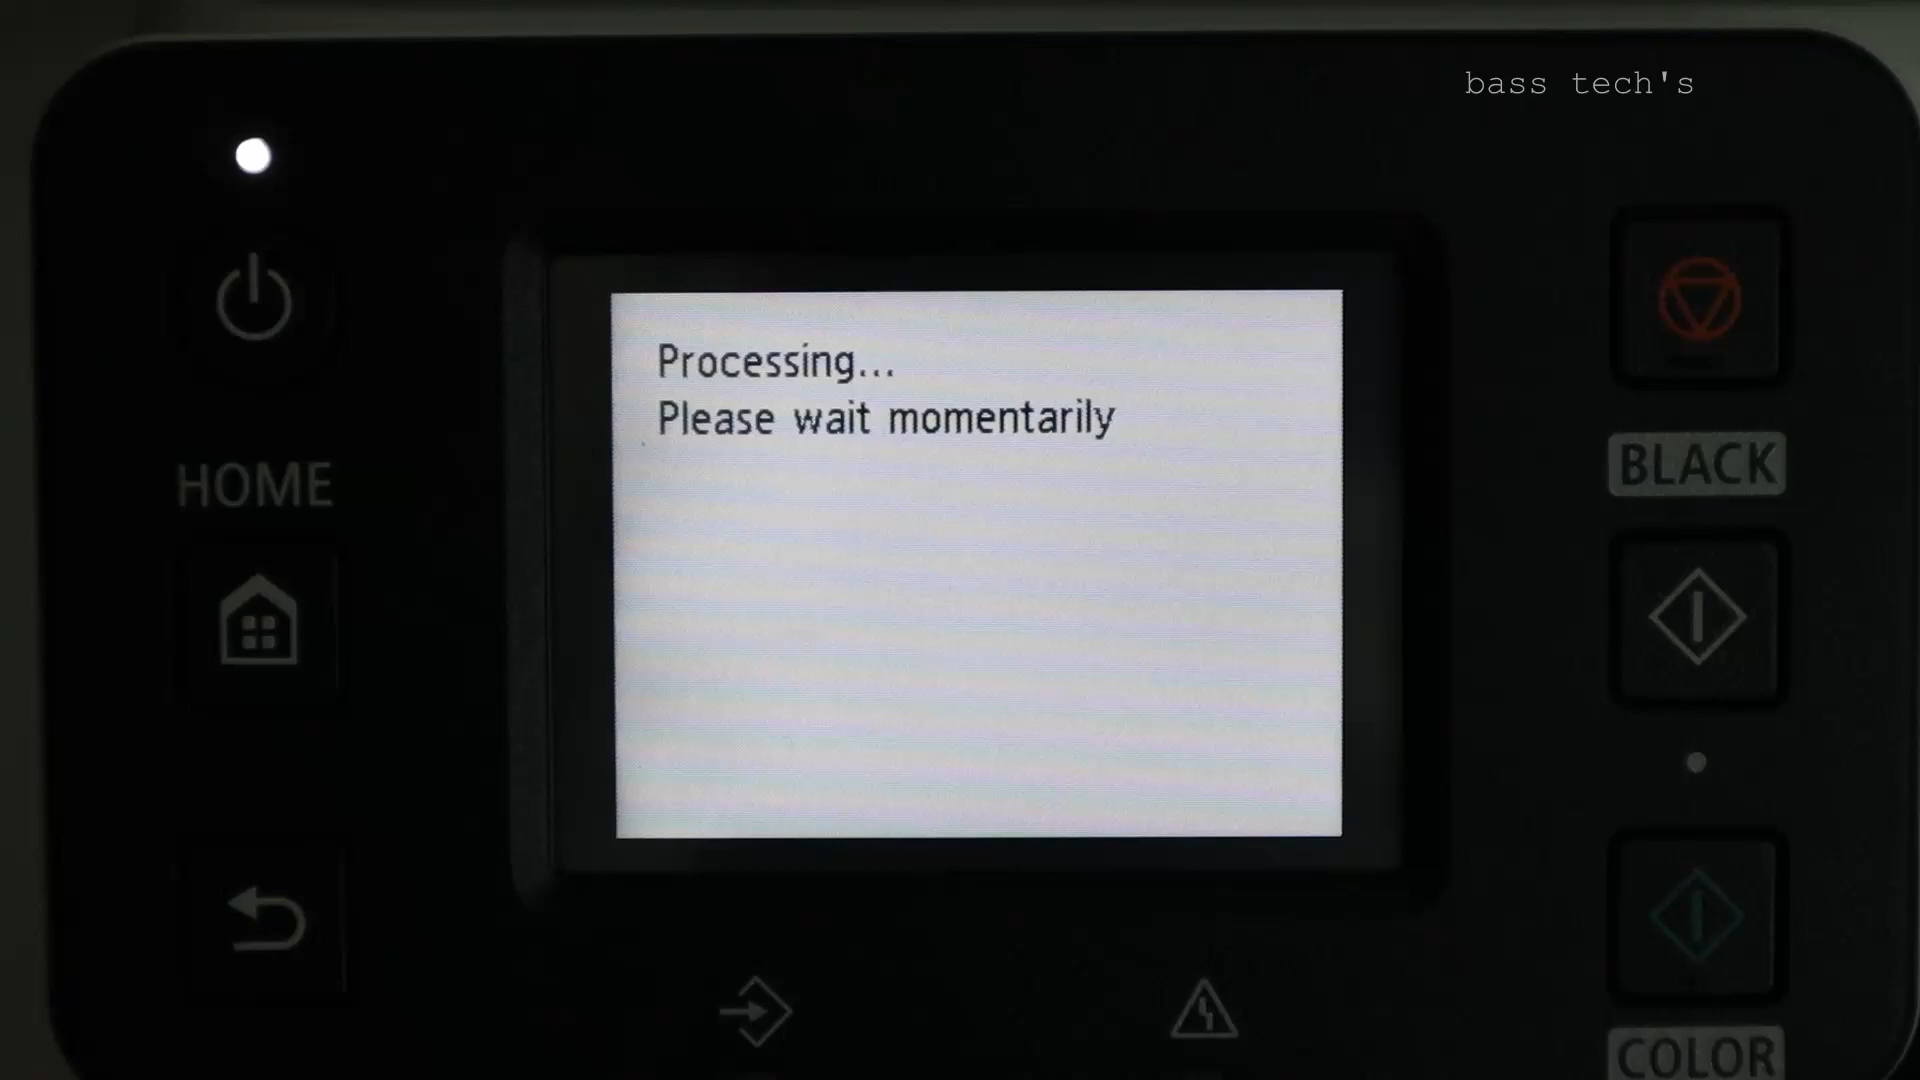 bass tech's
Processing...
Please wait momentarily
HOME
BLACK
COLOR